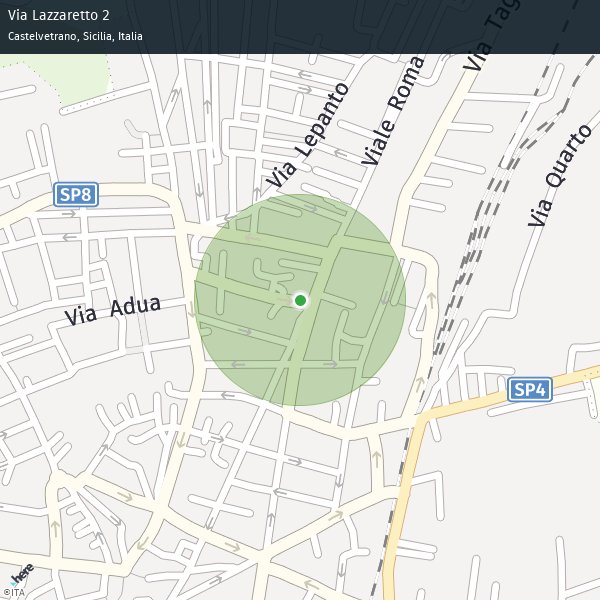 Via Lazzaretto 2
Castelvetrano, Sicilia, Italia
Via Tag
Viale Roma
Via Lepanto
Via Quarto
SP8
Via Adua
SP4
here
©ITA